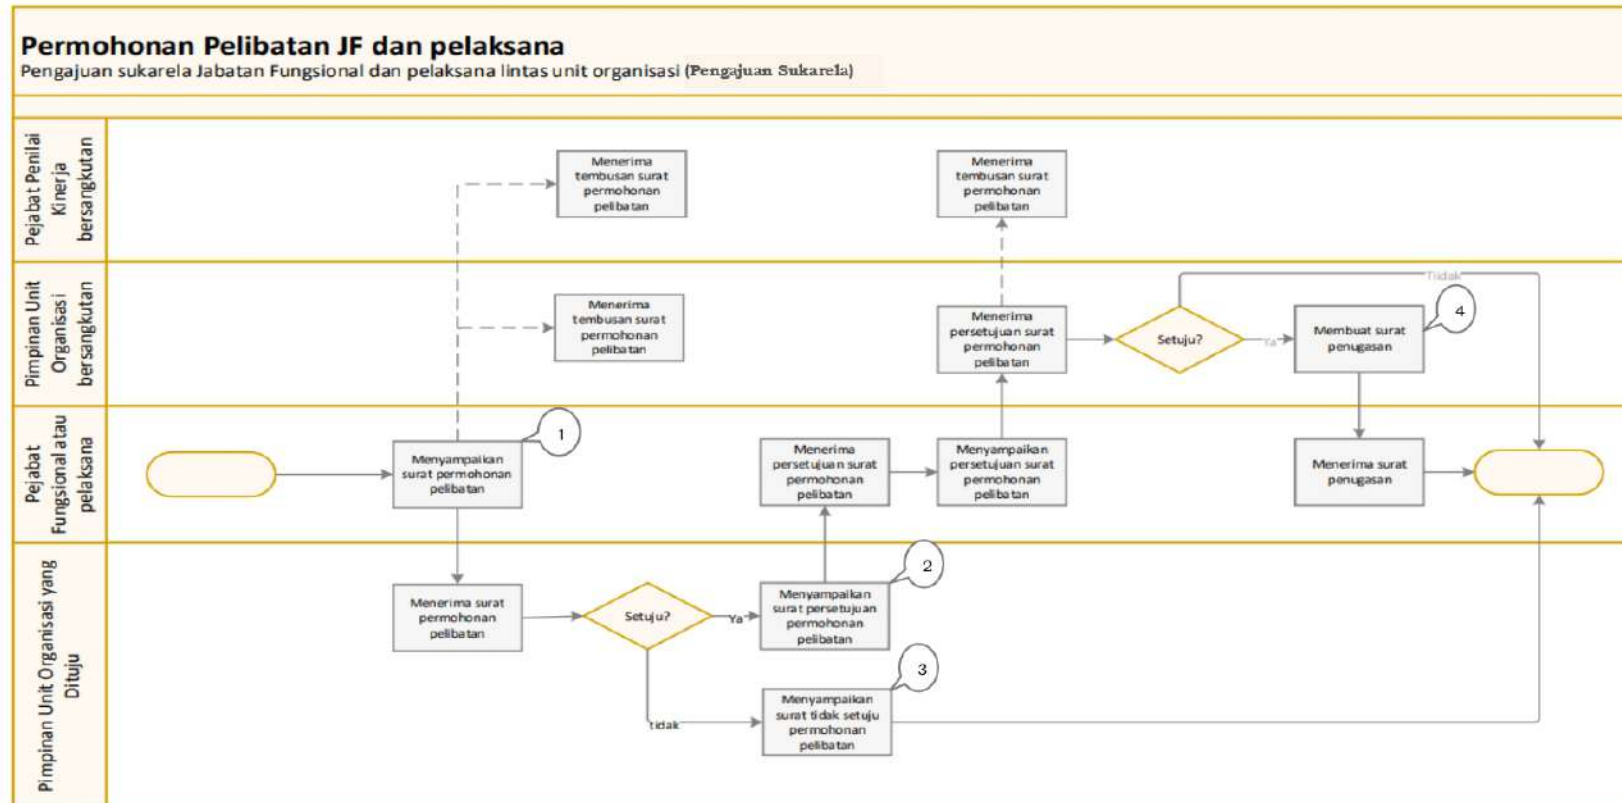 Permohonan Pelibatan JF dan pelaksana
Pengajuan sukarela Jabatan Fungsional dan pelaksana lintas unit organisasi (Pengajuan Sukarela)
Pejabat Penilai
Kinerja
bersangkutan
Menerima
tembusan surat
permohonan
pelibatan
Menerima
tembusan surat
permohonan
pelibatan
Pimpinan Unit
Organisasi
bersangkutan
Menerima
tembusan surat
permohonan
pelibatan
Menerima
persetujuan surat
permohonan
pelibatan
Setuju?
Tiidak
Ya
Membuat surat
penugasan
4
Pejabat
Fungsional atau
pelaksana
Menyampaikan
surat permohonan
pelibatan
1
Menerima
persetujuan surat
permohonan
pelibatan
Menyampaikan
persetujuan surat
permohonan
pelibatan
Menerima surat
penugasan
Pimpinan Unit Organisasi yang
Dituju
Menerima surat
permohonan
pelibatan
Setuju?
Ya
Menyampaikan
surat persetujuan
permohonan
pelibatan
2
tidak
Menyampaikan
surat tidak setuju
permohonan
pelibatan
3